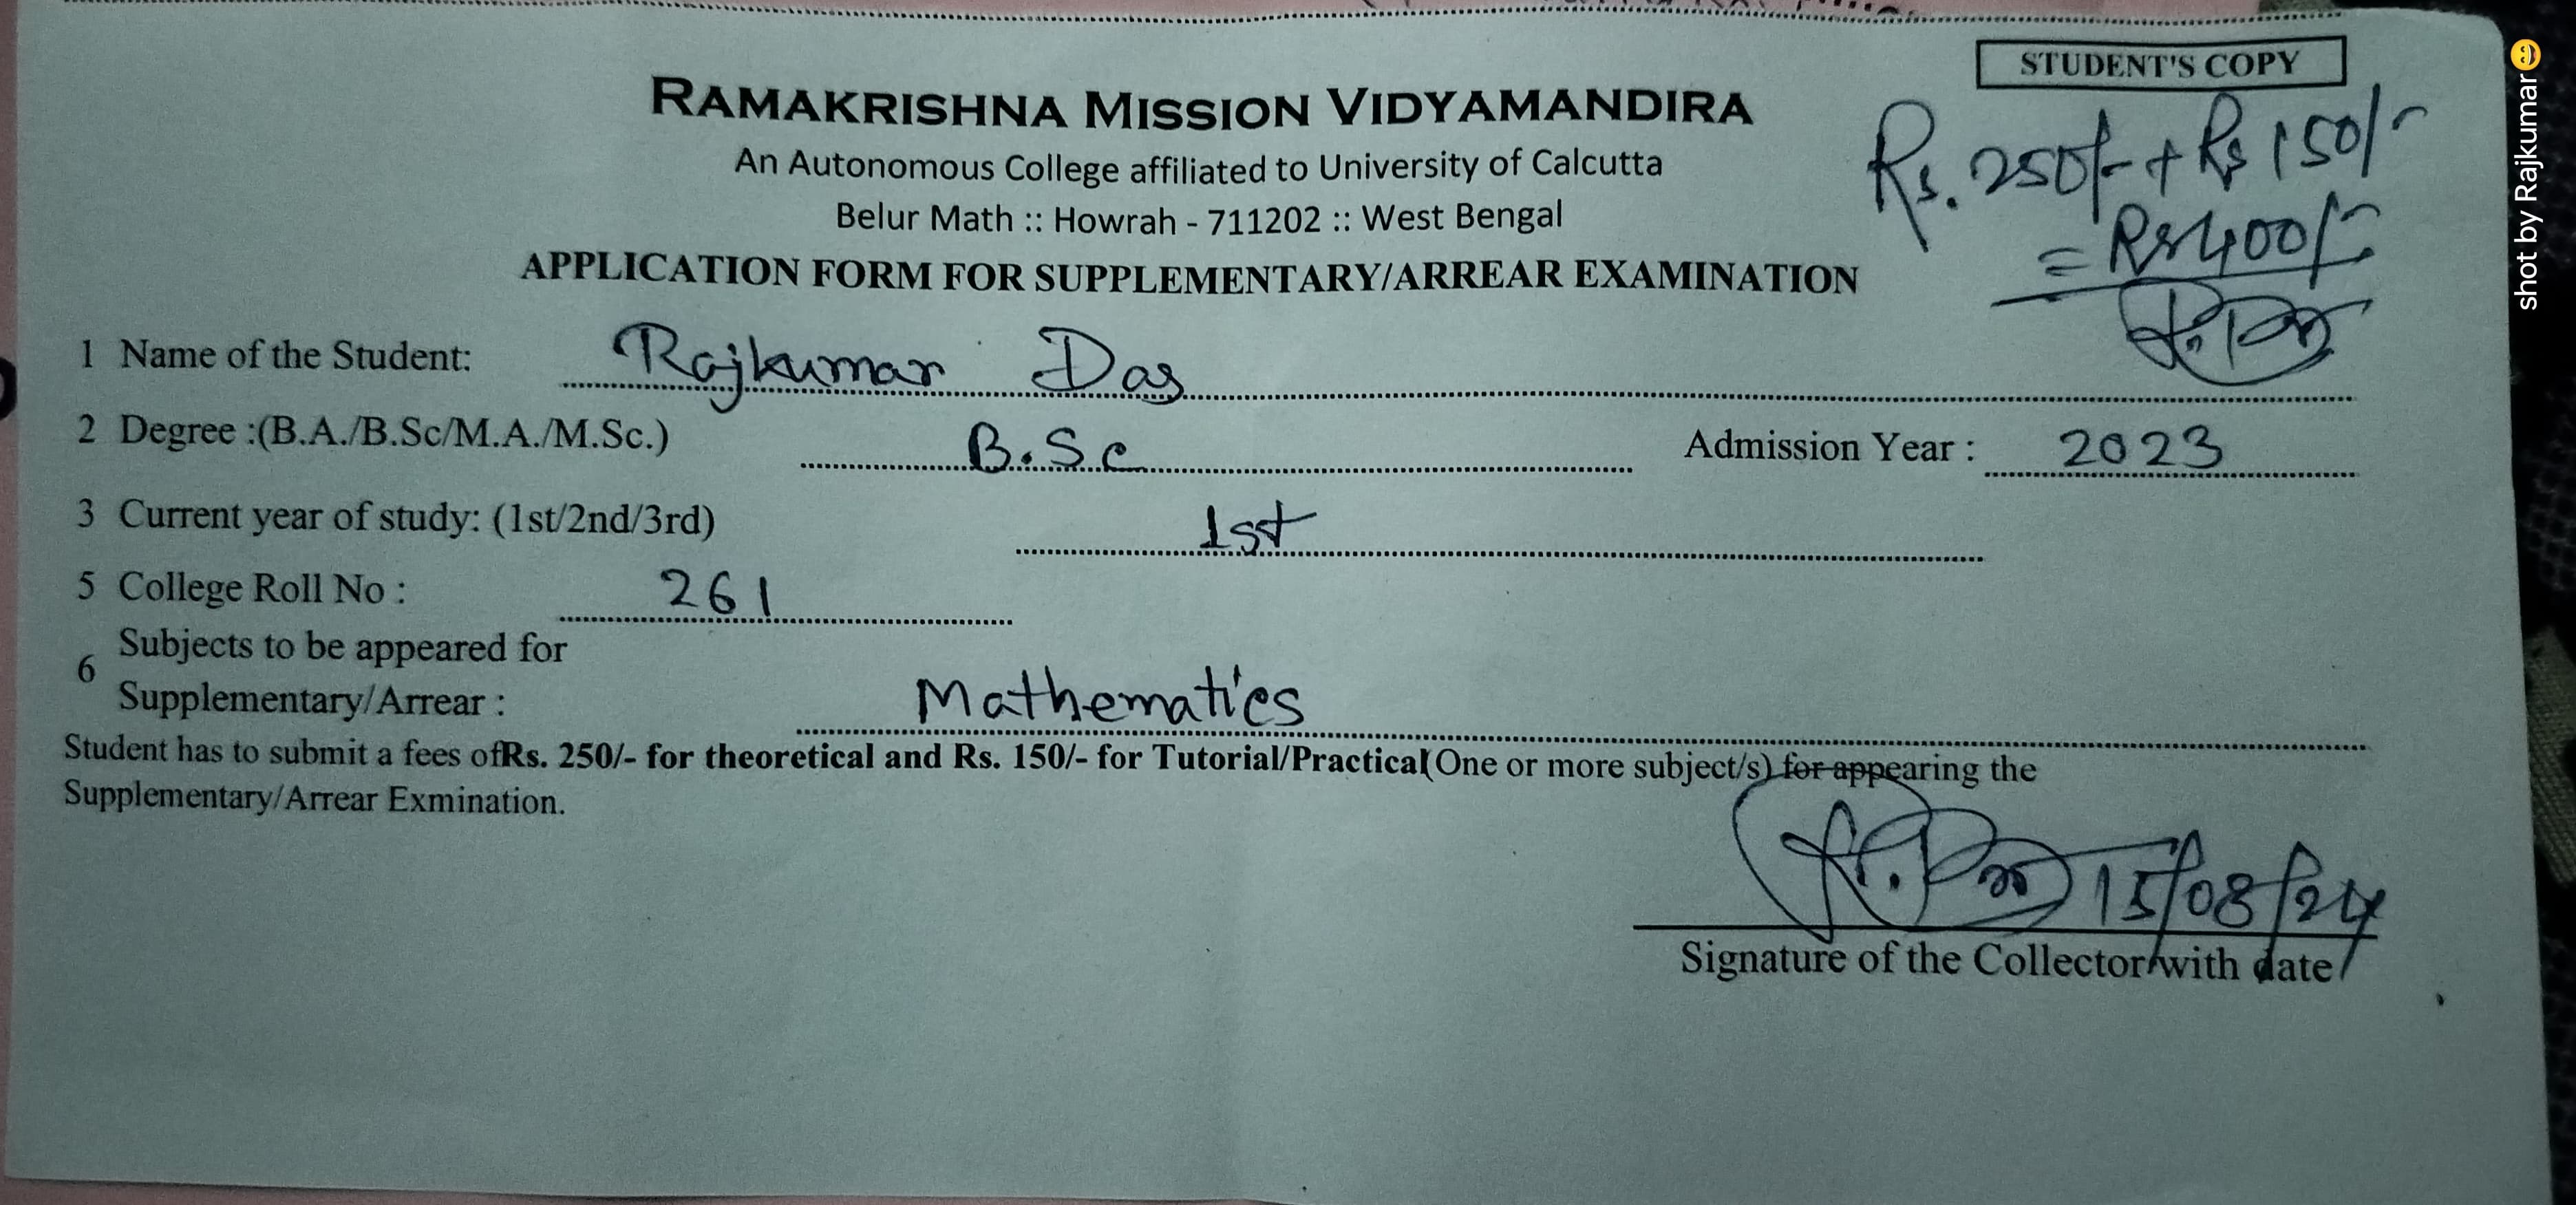 STUDENT'S COPY
RAMAKRISHNA MISSION VIDYAMANDIRA
An Autonomous College affiliated to University of Calcutta
Belur Math :: Howrah - 711202 :: West Bengal
Rs. 250/- + Rs 150/-
= Rs 400/-
APPLICATION FORM FOR SUPPLEMENTARY/ARREAR EXAMINATION
1 Name of the Student: Rajkumar Das
2 Degree :(B.A./B.Sc/M.A./M.Sc.) B.Sc Admission Year : 2023
3 Current year of study: (1st/2nd/3rd) 1st
5 College Roll No : 261
6 Subjects to be appeared for
Supplementary/Arrear : Mathematics
Student has to submit a fees ofRs. 250/- for theoretical and Rs. 150/- for Tutorial/Practical(One or more subject/s) for appearing the
Supplementary/Arrear Exmination.
15/08/24
Signature of the Collector with date
shot by Rajkumar😊